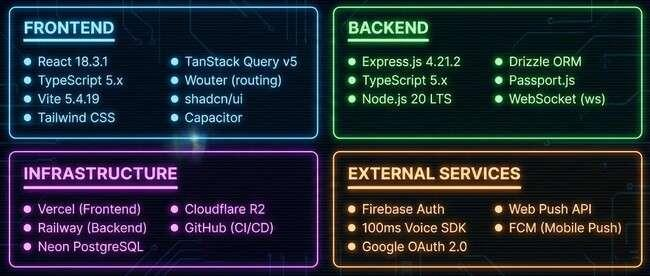 FRONTEND
React 18.3.1
TypeScript 5.x
Vite 5.4.19
Tailwind CSS
TanStack Query v5
Wouter (routing)
shadcn/ui
Capacitor
BACKEND
Express.js 4.21.2
TypeScript 5.x
Node.js 20 LTS
Drizzle ORM
Passport.js
WebSocket (ws)
INFRASTRUCTURE
Vercel (Frontend)
Railway (Backend)
Neon PostgreSQL
Cloudflare R2
GitHub (CI/CD)
EXTERNAL SERVICES
Firebase Auth
100ms Voice SDK
Google OAuth 2.0
Web Push API
FCM (Mobile Push)